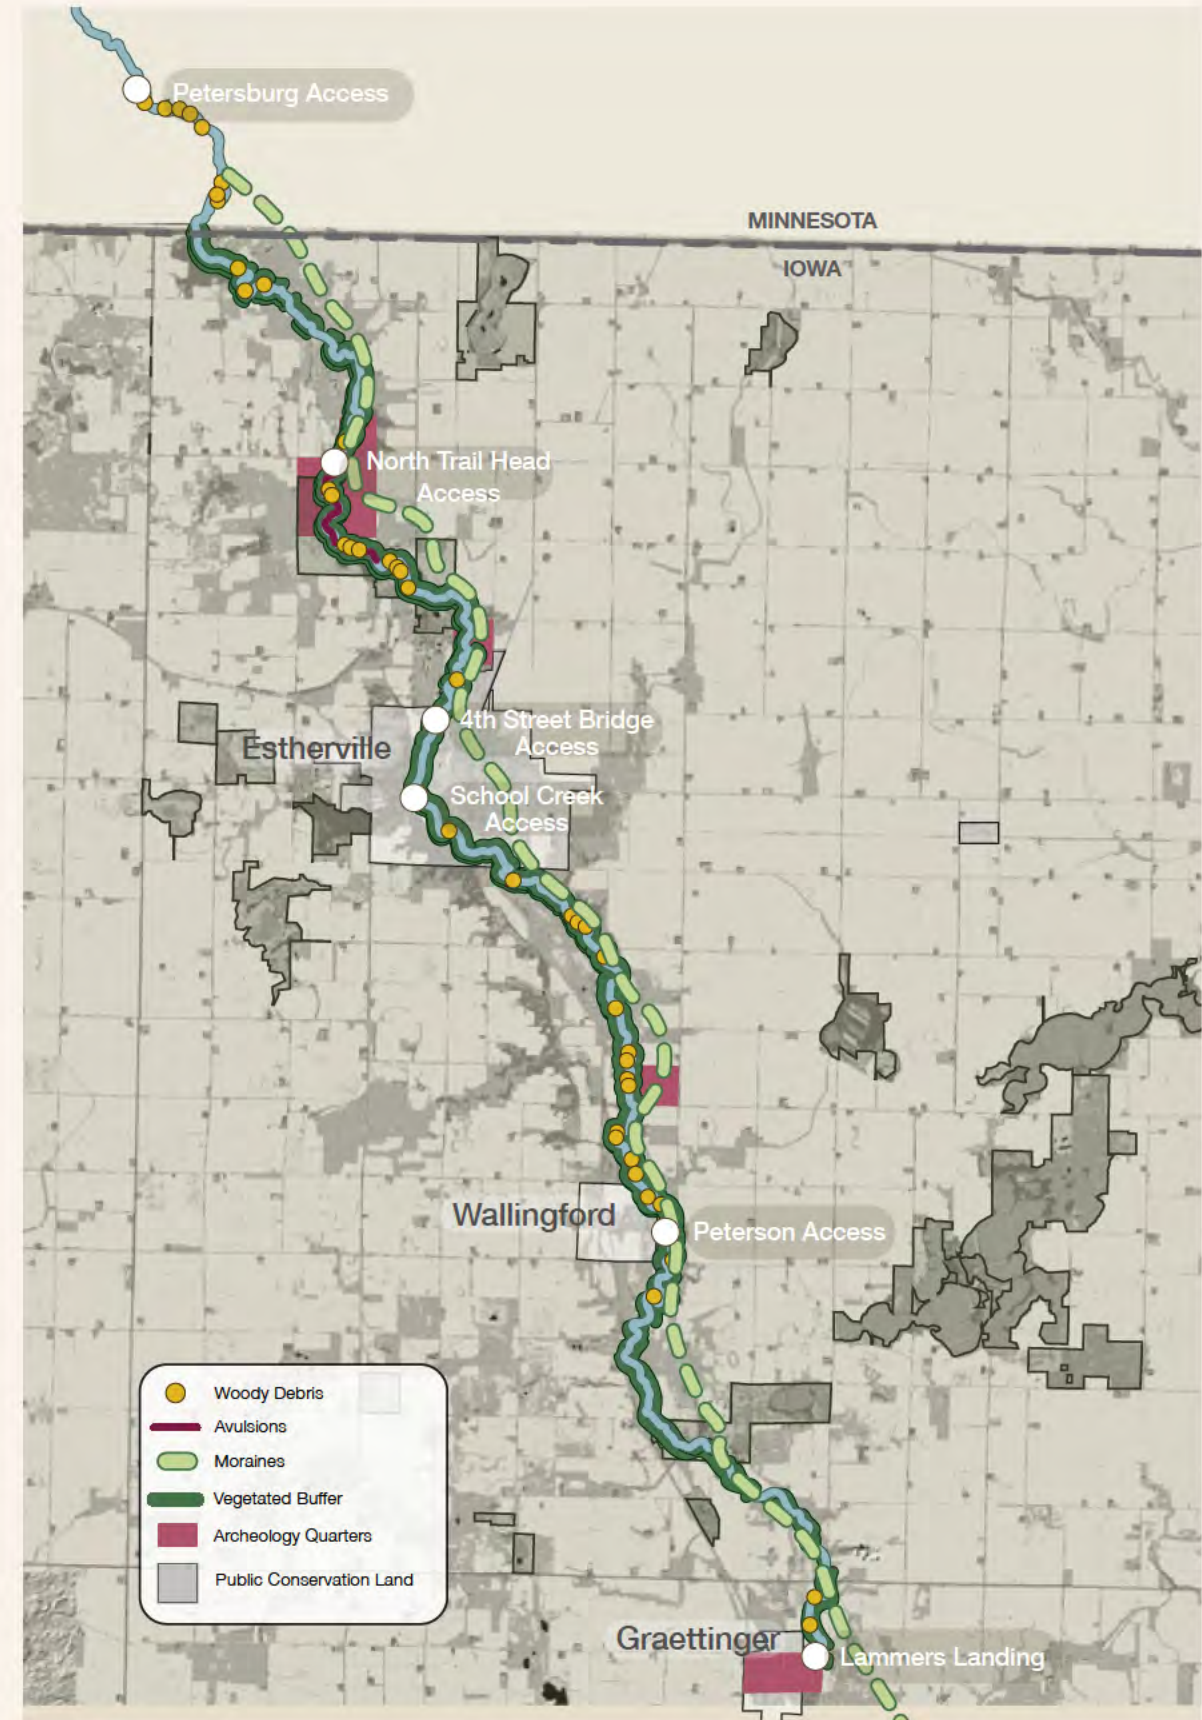 Petersburg Access
MINNESOTA
IOWA
North Trail Head
Access
4th Street Bridge
Access
Estherville
School Creek
Access
Wallingford
Peterson Access
Woody Debris
Avulsions
Moraines
Vegetated Buffer
Archeology Quarters
Public Conservation Land
Graettinger
Lammers Landing